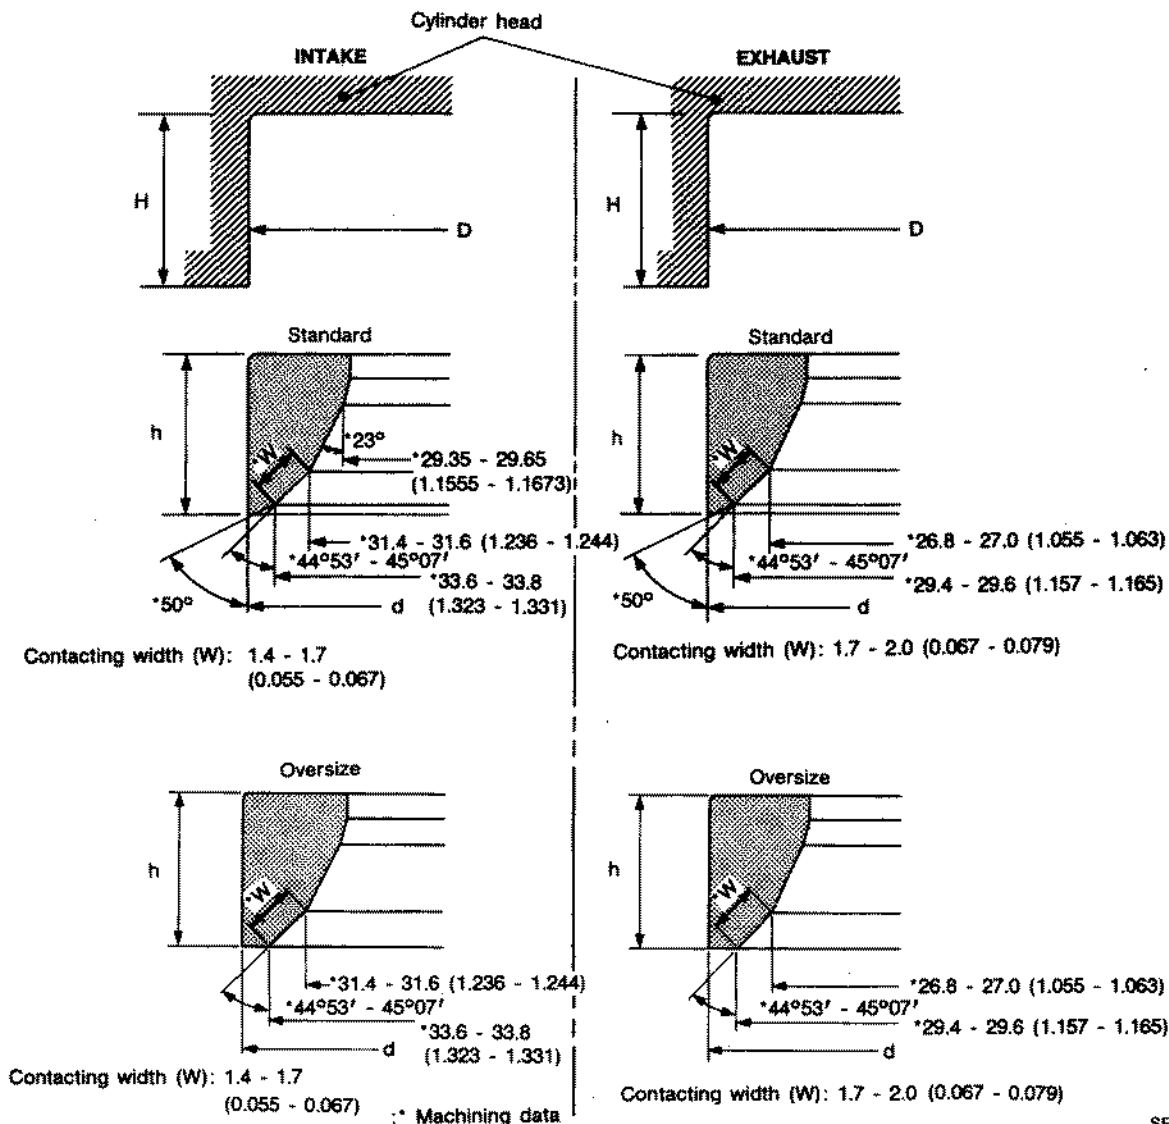 Cylinder head
INTAKE
EXHAUST
H
D
H
D
Standard
h
*W
*23°
*29.35 - 29.65
(1.1555 - 1.1673)
*31.4 - 31.6 (1.236 - 1.244)
*44°53′ - 45°07′
*33.6 - 33.8
(1.323 - 1.331)
*50°
d
Contacting width (W): 1.4 - 1.7
(0.055 - 0.067)
Standard
h
*W
*26.8 - 27.0 (1.055 - 1.063)
*44°53′ - 45°07′
*29.4 - 29.6 (1.157 - 1.165)
*50°
d
Contacting width (W): 1.7 - 2.0 (0.067 - 0.079)
Oversize
h
*W
*31.4 - 31.6 (1.236 - 1.244)
*44°53′ - 45°07′
*33.6 - 33.8
(1.323 - 1.331)
d
Contacting width (W): 1.4 - 1.7
(0.055 - 0.067)
:* Machining data
Oversize
h
*W
*26.8 - 27.0 (1.055 - 1.063)
*44°53′ - 45°07′
*29.4 - 29.6 (1.157 - 1.165)
d
Contacting width (W): 1.7 - 2.0 (0.067 - 0.079)